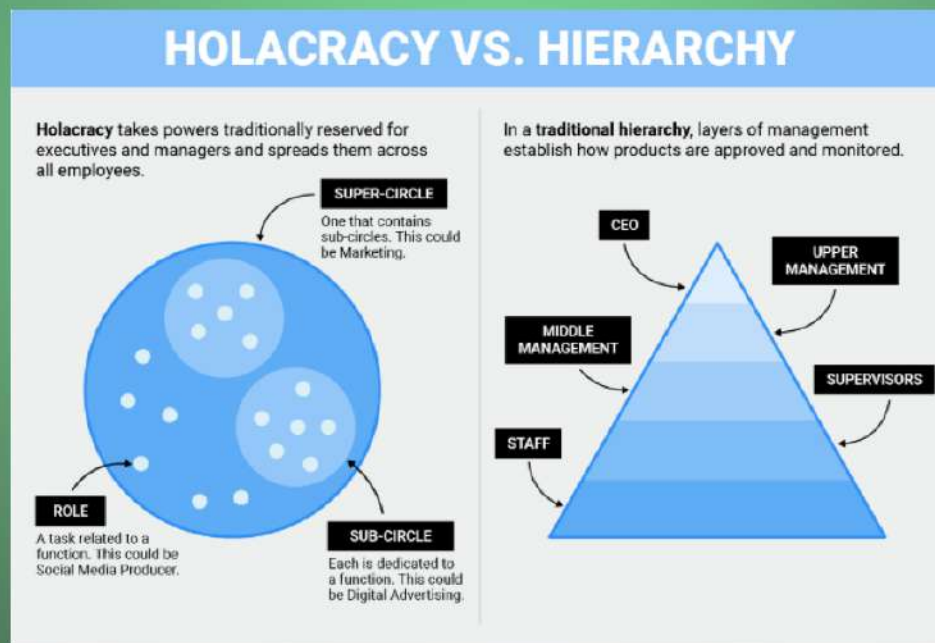 HOLACRACY VS. HIERARCHY
Holacracy takes powers traditionally reserved for
executives and managers and spreads them across
all employees.
SUPER-CIRCLE
One that contains
sub-circles. This could
be Marketing.
ROLE
A task related to a
function. This could be
Social Media Producer.
SUB-CIRCLE
Each is dedicated to
a function. This could
be Digital Advertising.
In a traditional hierarchy, layers of management
establish how products are approved and monitored.
CEO
UPPER
MANAGEMENT
MIDDLE
MANAGEMENT
SUPERVISORS
STAFF